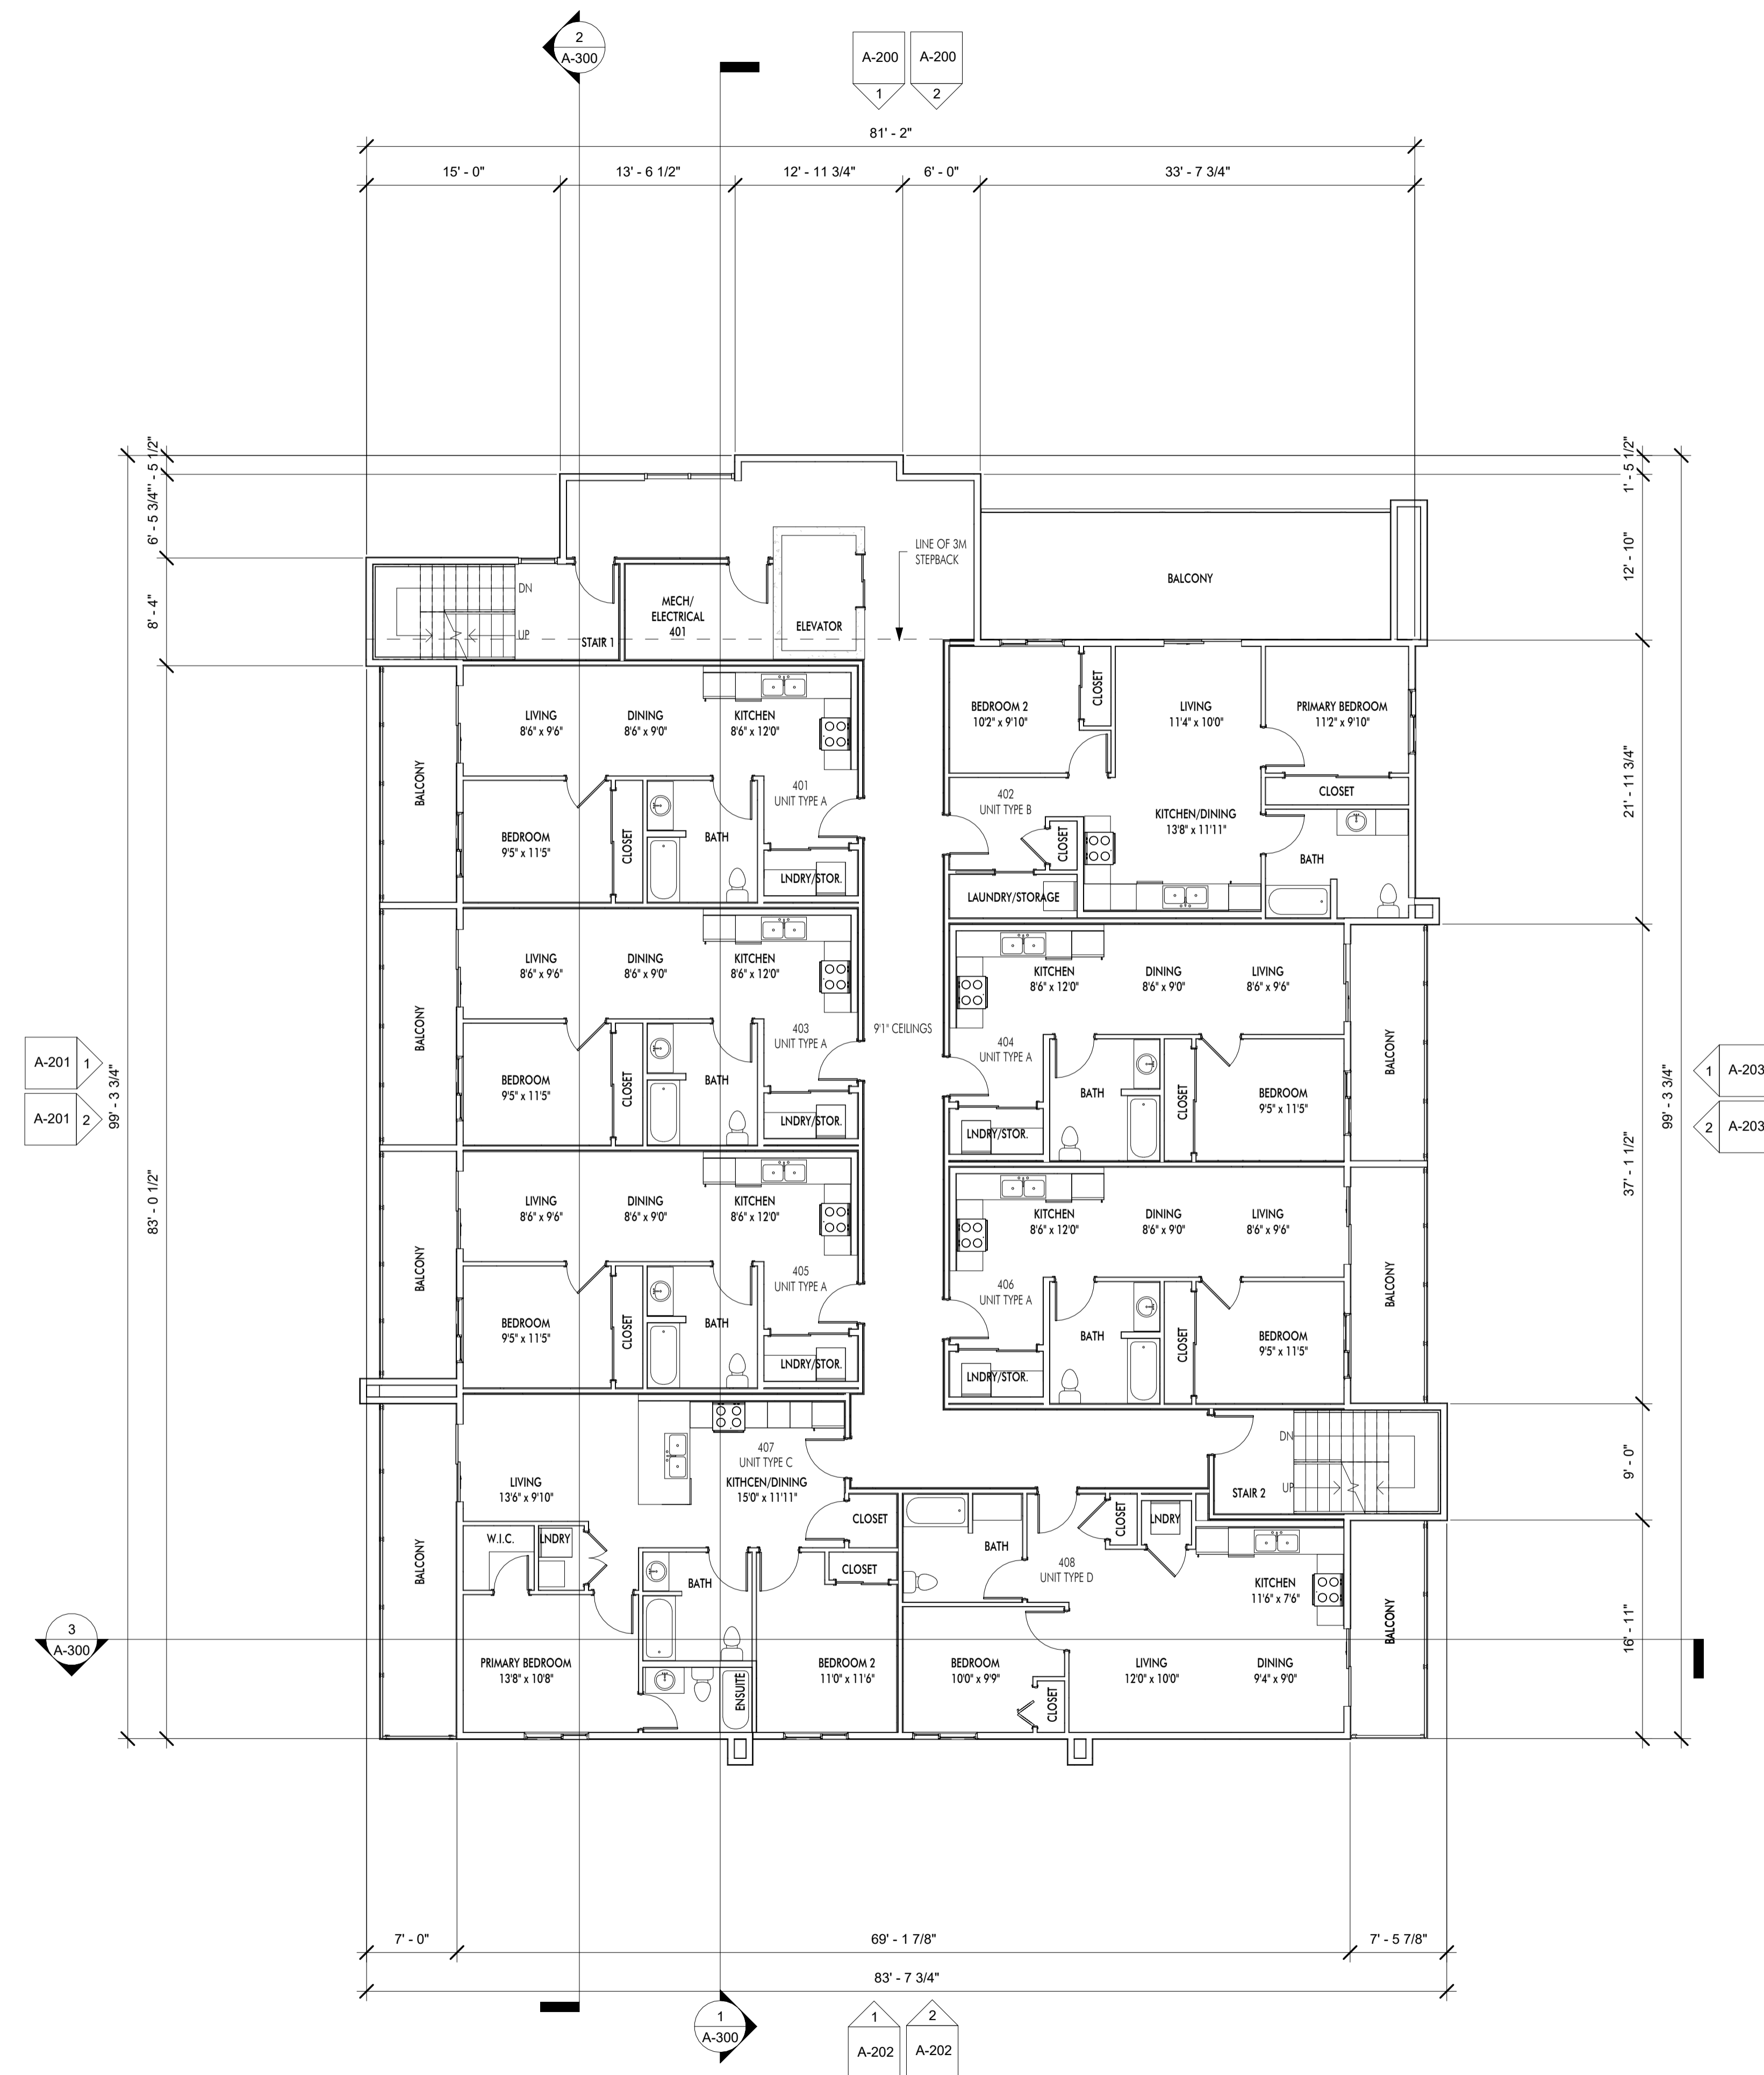 2
A-300
A-200
A-200
1
2
81' - 2"
15' - 0"
13' - 6 1/2"
12' - 11 3/4"
6' - 0"
33' - 7 3/4"
- 5 1/2"
6' - 5 3/4"
8' - 4"
83' - 0 1/2"
99' - 3 3/4"
1' - 5 1/2"
12' - 10"
21' - 11 3/4"
37' - 1 1/2"
9' - 0"
16' - 11"
99' - 3 3/4"
LINE OF 3M
STEPBACK
BALCONY
DN
UP
STAIR 1
MECH/
ELECTRICAL
401
ELEVATOR
LIVING
8'6" x 9'6"
DINING
8'6" x 9'0"
KITCHEN
8'6" x 12'0"
BALCONY
401
UNIT TYPE A
BEDROOM
9'5" x 11'5"
CLOSET
BATH
LNDRY/STOR.
BEDROOM 2
10'2" x 9'10"
CLOSET
LIVING
11'4" x 10'0"
PRIMARY BEDROOM
11'2" x 9'10"
CLOSET
402
UNIT TYPE B
KITCHEN/DINING
13'8" x 11'11"
CLOSET
BATH
LAUNDRY/STORAGE
LIVING
8'6" x 9'6"
DINING
8'6" x 9'0"
KITCHEN
8'6" x 12'0"
BALCONY
403
UNIT TYPE A
BEDROOM
9'5" x 11'5"
CLOSET
BATH
LNDRY/STOR.
9'1" CEILINGS
KITCHEN
8'6" x 12'0"
DINING
8'6" x 9'0"
LIVING
8'6" x 9'6"
404
UNIT TYPE A
BATH
CLOSET
BEDROOM
9'5" x 11'5"
BALCONY
LNDRY/STOR.
A-201
1
A-201
2
1
A-203
2
A-203
LIVING
8'6" x 9'6"
DINING
8'6" x 9'0"
KITCHEN
8'6" x 12'0"
BALCONY
405
UNIT TYPE A
BEDROOM
9'5" x 11'5"
CLOSET
BATH
LNDRY/STOR.
KITCHEN
8'6" x 12'0"
DINING
8'6" x 9'0"
LIVING
8'6" x 9'6"
406
UNIT TYPE A
BATH
CLOSET
BEDROOM
9'5" x 11'5"
BALCONY
LNDRY/STOR.
407
UNIT TYPE C
LIVING
13'6" x 9'10"
KITHCEN/DINING
15'0" x 11'11"
CLOSET
W.I.C.
LNDRY
BATH
CLOSET
BALCONY
PRIMARY BEDROOM
13'8" x 10'8"
ENSUITE
BEDROOM 2
11'0" x 11'6"
DN
UP
STAIR 2
CLOSET
LNDRY
BATH
408
UNIT TYPE D
KITCHEN
11'6" x 7'6"
BEDROOM
10'0" x 9'9"
CLOSET
LIVING
12'0" x 10'0"
DINING
9'4" x 9'0"
BALCONY
3
A-300
7' - 0"
69' - 1 7/8"
7' - 5 7/8"
83' - 7 3/4"
1
A-300
1
2
A-202
A-202